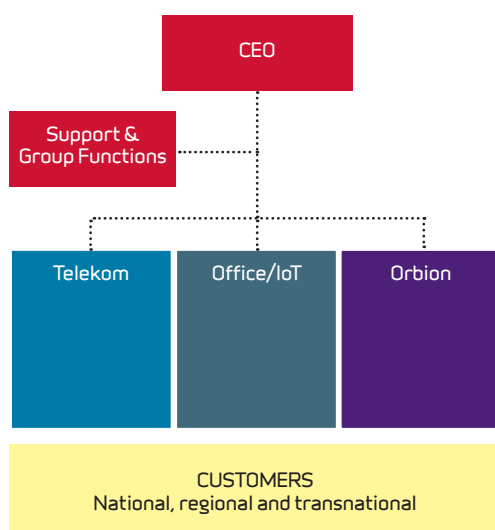 CEO
Support &
Group Functions
Telekom
Office/IoT
Orbion
CUSTOMERS
National, regional and transnational